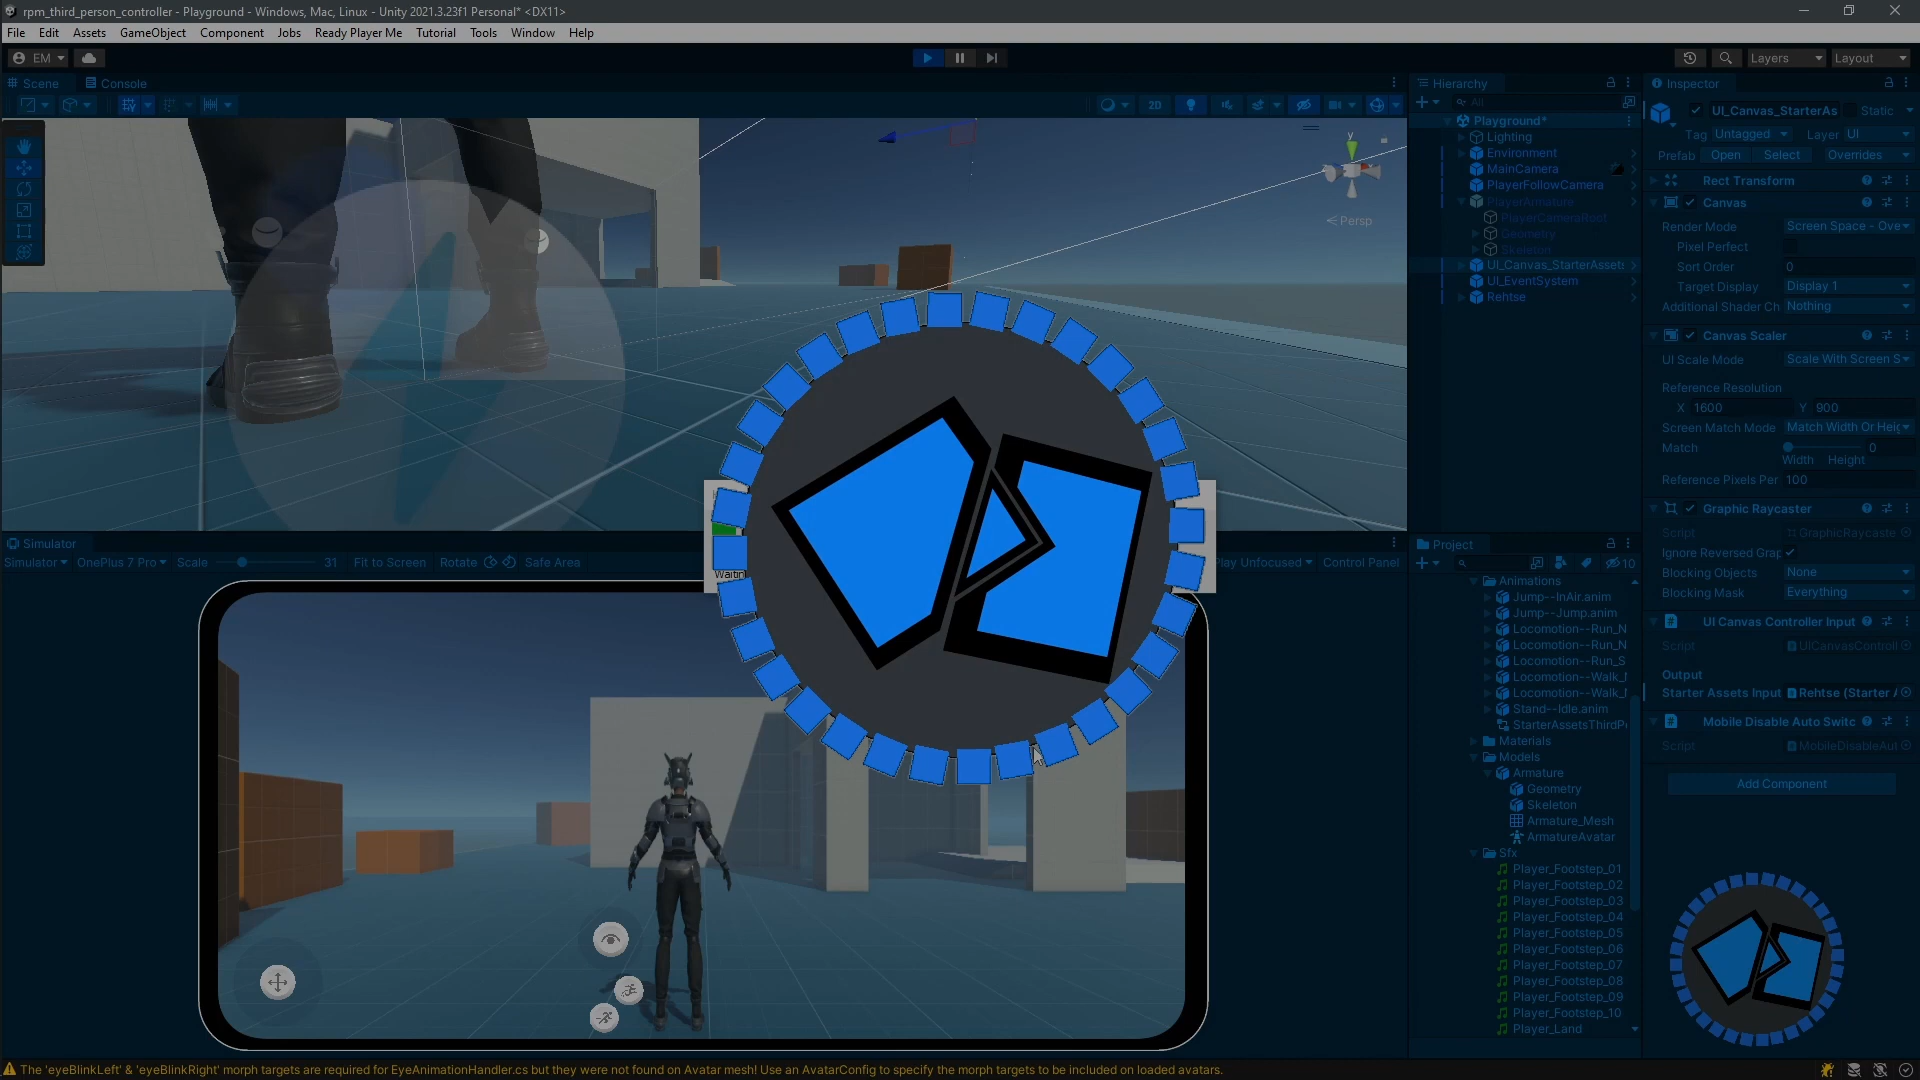 rpm_third_person_controller - Playground - Windows, Mac, Linux - Unity 2021.3.23f1 Personal* <DX11>
File Edit Assets GameObject Component Jobs Ready Player Me Tutorial Tools Window Help
EM
Layers
Layout
Scene
Console
2D
Y
Persp
Hierarchy
All
Playground*
Lighting
Environment
MainCamera
PlayerFollowCamera
PlayerArmature
PlayerCameraRoot
Geometry
Skeleton
UI_Canvas_StarterAssets
UI_EventSystem
Rehtse
Inspector
UI_Canvas_StarterAs
Static
Tag Untagged Layer UI
Prefab Open Select Overrides
Rect Transform
Canvas
Render Mode Screen Space - Ove
Pixel Perfect
Sort Order 0
Target Display Display 1
Additional Shader Ch Nothing
Canvas Scaler
UI Scale Mode Scale With Screen S
Reference Resolution
X 1600 Y 900
Screen Match Mode Match Width Or Heig
Match 0
Width Height
Reference Pixels Per 100
Graphic Raycaster
Script GraphicRaycaste
Ignore Reversed Grap
Blocking Objects None
Blocking Mask Everything
UI Canvas Controller Input
Script UICanvasControll
Output
Starter Assets Input Rehtse (Starter A
Mobile Disable Auto Switc
Script MobileDisableAut
Add Component
Simulator
Simulator OnePlus 7 Pro Scale 31 Fit to Screen Rotate Safe Area
Play Unfocused Control Panel
Waitin
Project
10
Animations
Jump--InAir.anim
Jump--Jump.anim
Locomotion--Run_N
Locomotion--Run_N
Locomotion--Run_S
Locomotion--Walk_
Locomotion--Walk_
Stand--Idle.anim
StarterAssetsThirdP
Materials
Models
Armature
Geometry
Skeleton
Armature_Mesh
ArmatureAvatar
Sfx
Player_Footstep_01
Player_Footstep_02
Player_Footstep_03
Player_Footstep_04
Player_Footstep_05
Player_Footstep_06
Player_Footstep_07
Player_Footstep_08
Player_Footstep_09
Player_Footstep_10
Player_Land
The 'eyeBlinkLeft' & 'eyeBlinkRight' morph targets are required for EyeAnimationHandler.cs but they were not found on Avatar mesh! Use an AvatarConfig to specify the morph targets to be included on loaded avatars.